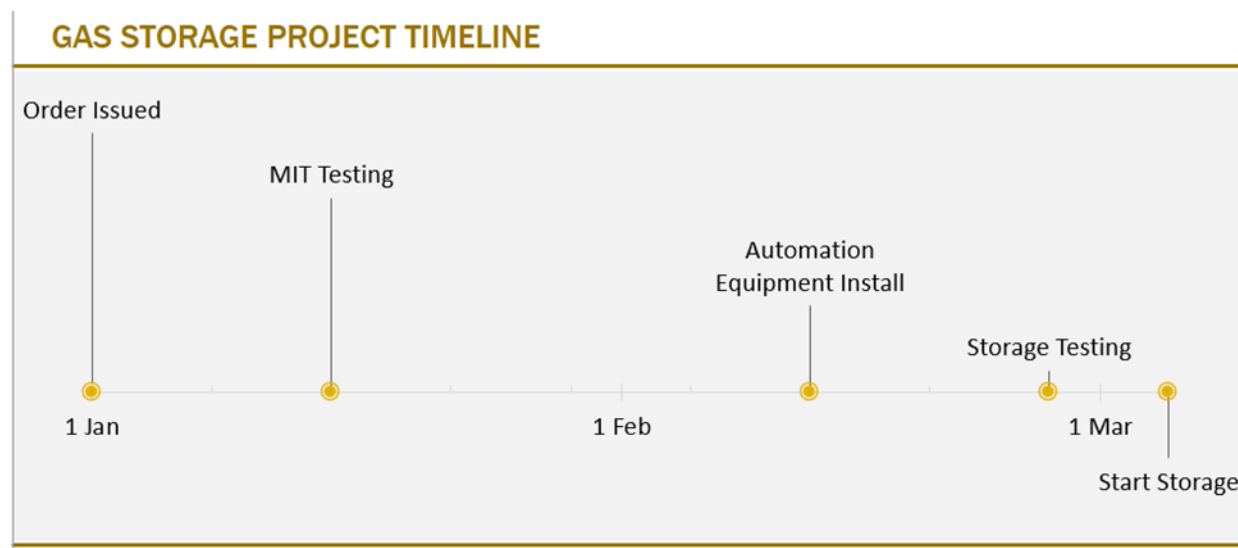 GAS STORAGE PROJECT TIMELINE
Order Issued
MIT Testing
Automation
Equipment Install
Storage Testing
1 Jan
1 Feb
1 Mar
Start Storage